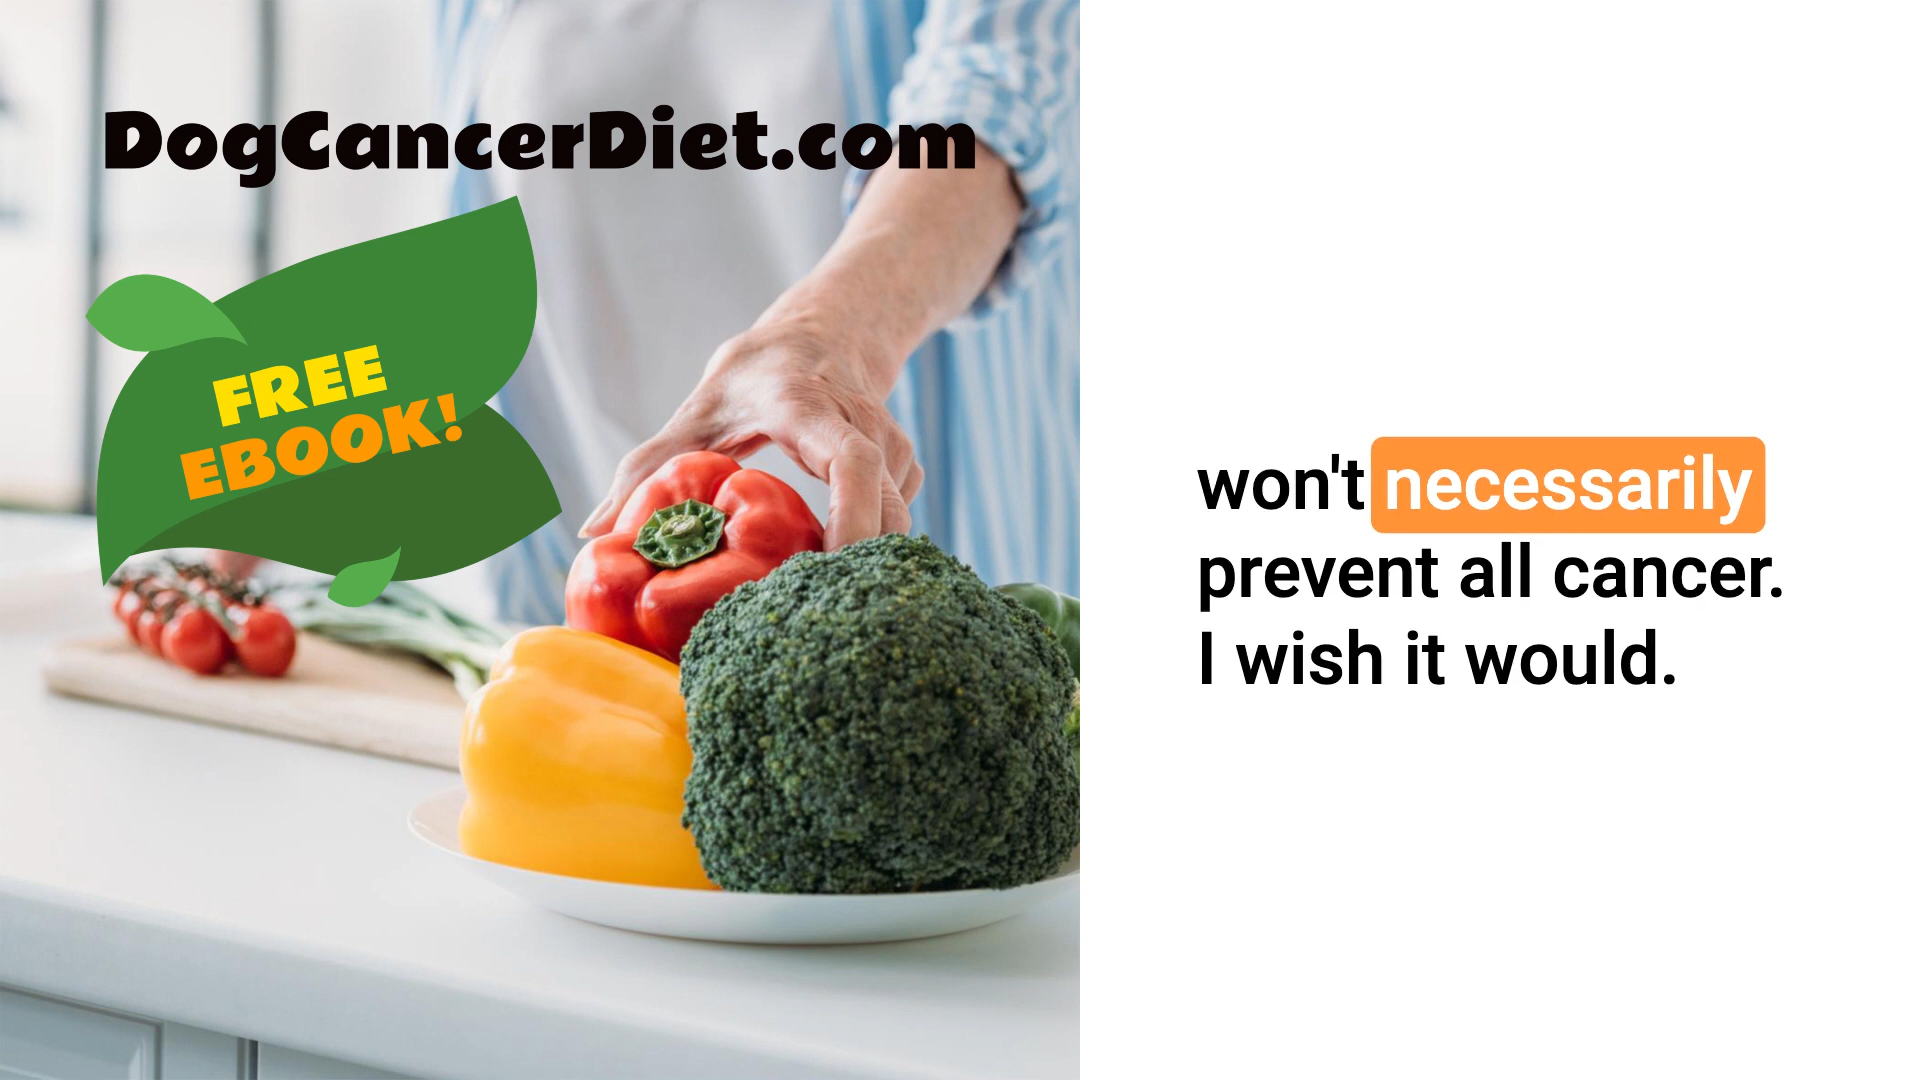 DogCancerDiet.com
FREE
EBOOK!
won't necessarily
prevent all cancer.
I wish it would.